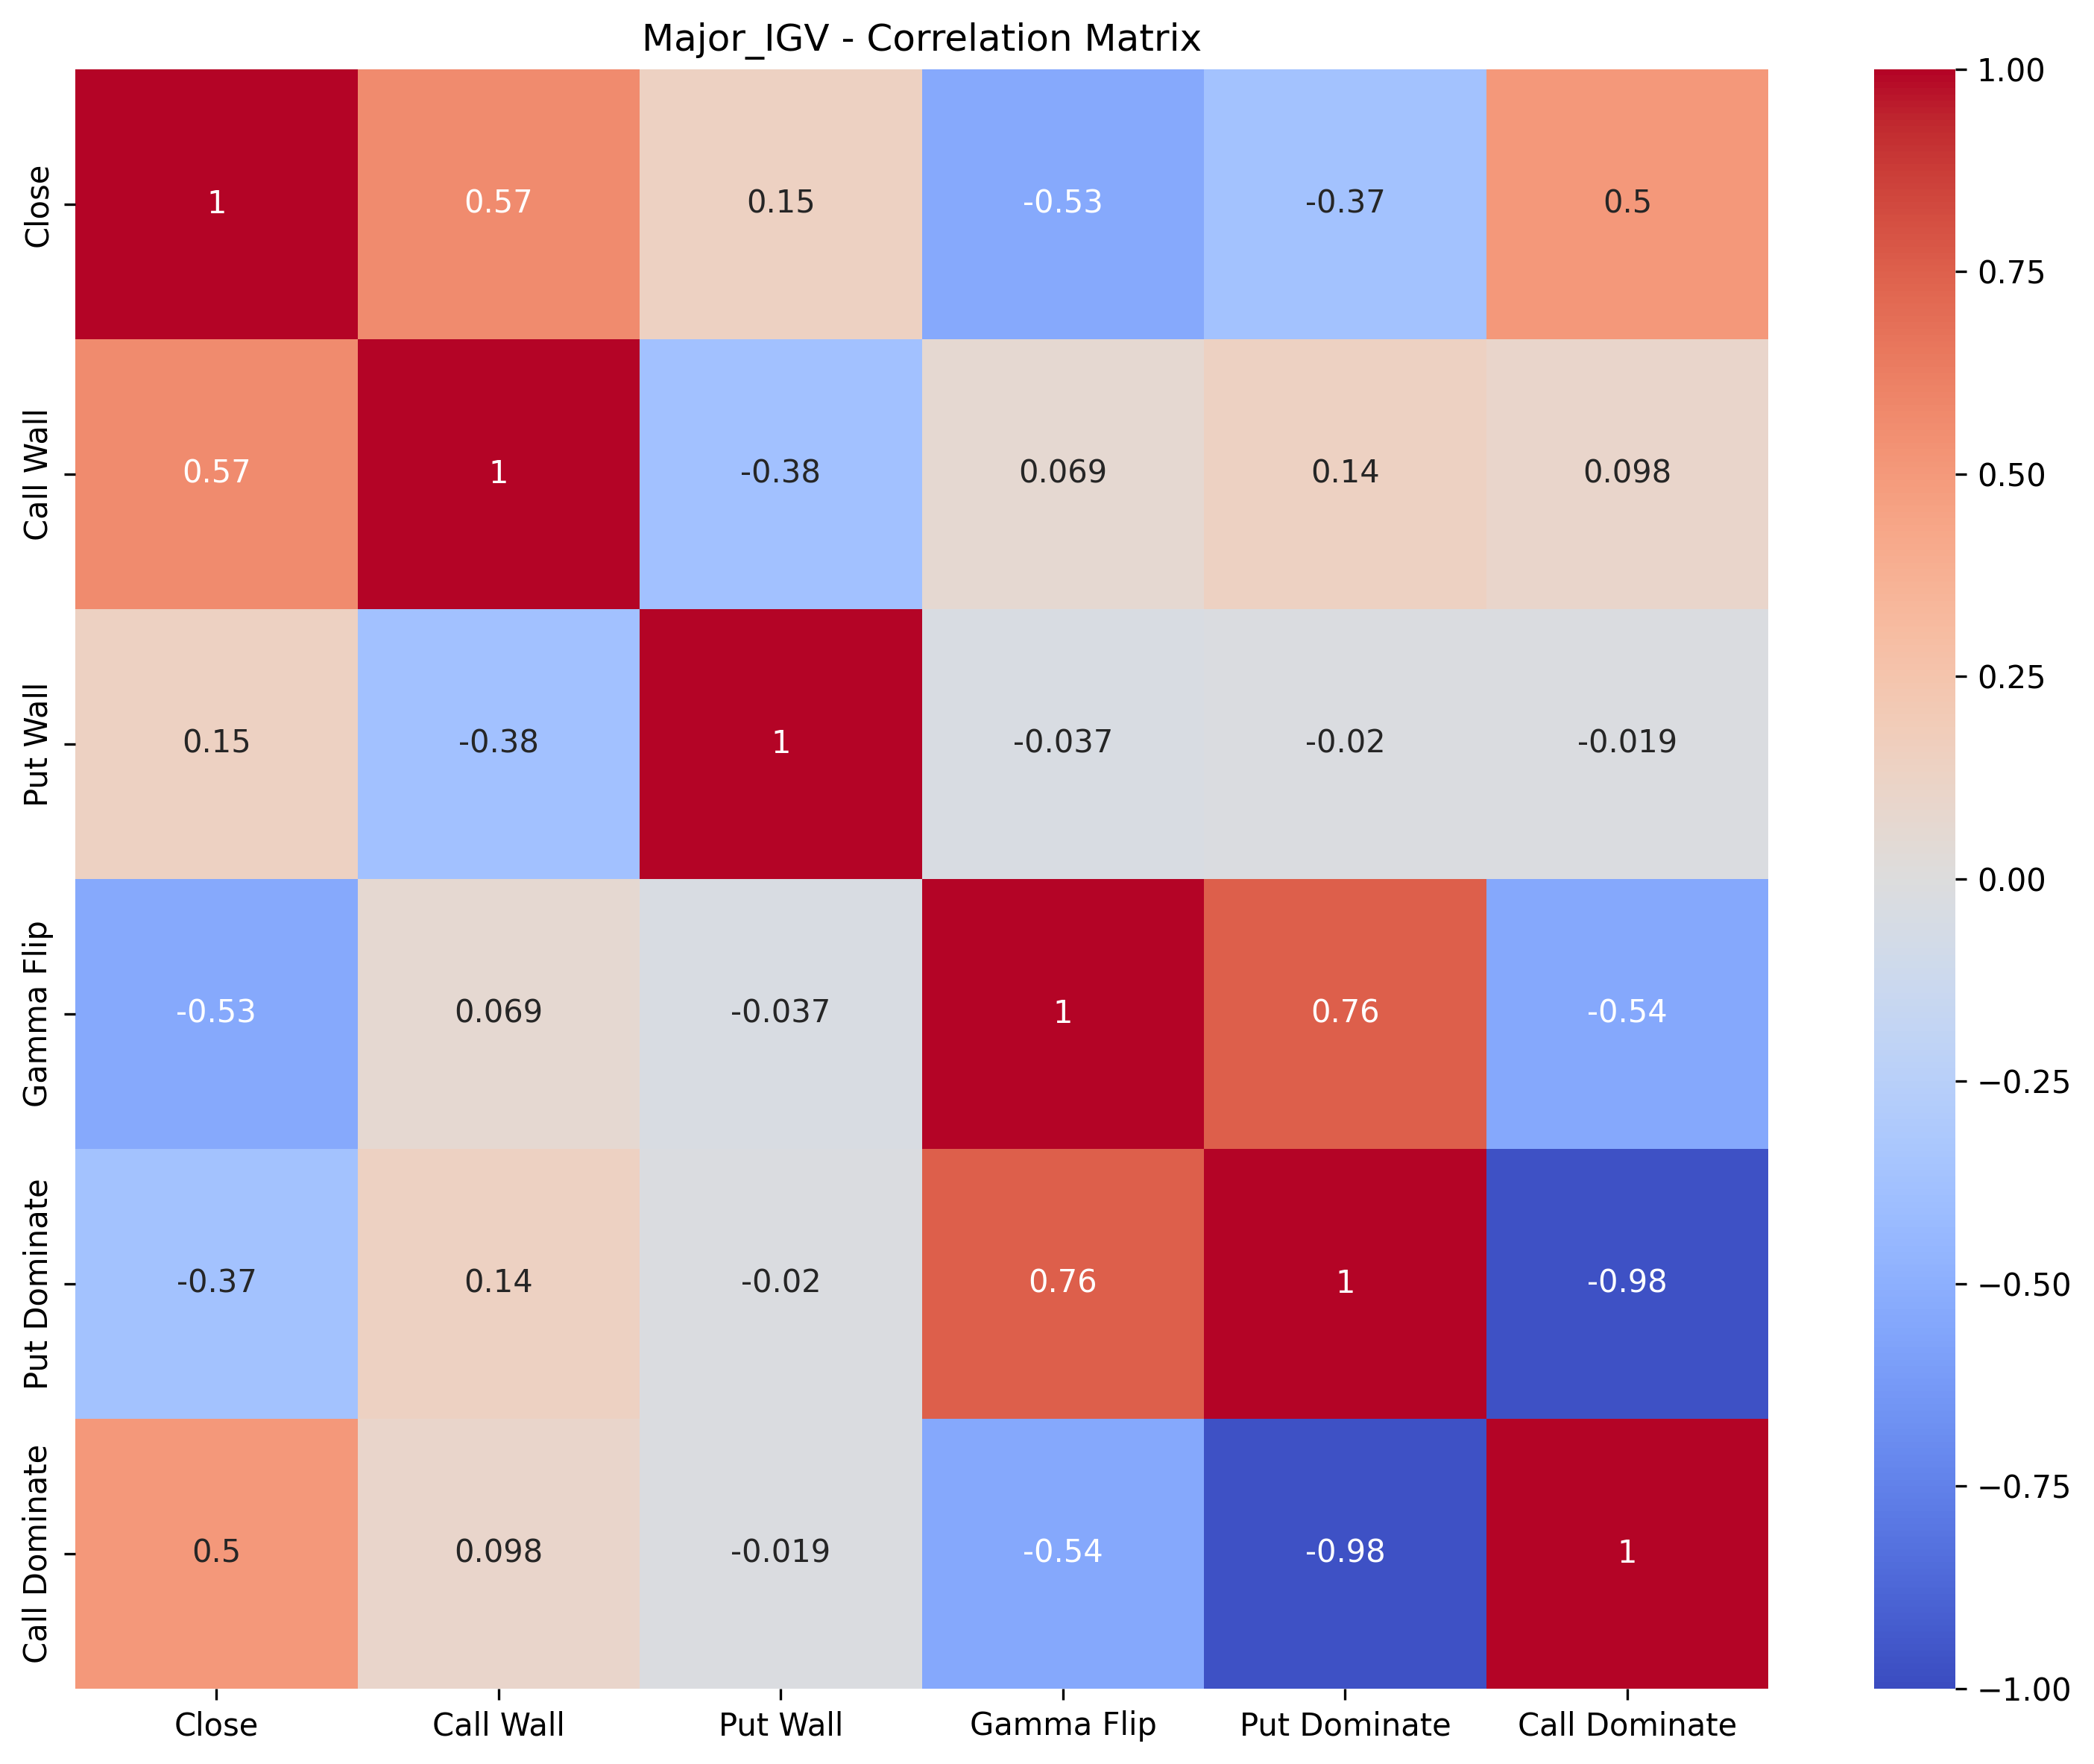 Major_IGV - Correlation Matrix
Close 1 0.57 0.15 -0.53 -0.37 0.5
Call Wall 0.57 1 -0.38 0.069 0.14 0.098
Put Wall 0.15 -0.38 1 -0.037 -0.02 -0.019
Gamma Flip -0.53 0.069 -0.037 1 0.76 -0.54
Put Dominate -0.37 0.14 -0.02 0.76 1 -0.98
Call Dominate 0.5 0.098 -0.019 -0.54 -0.98 1
Close Call Wall Put Wall Gamma Flip Put Dominate Call Dominate
1.00
0.75
0.50
0.25
0.00
−0.25
−0.50
−0.75
−1.00